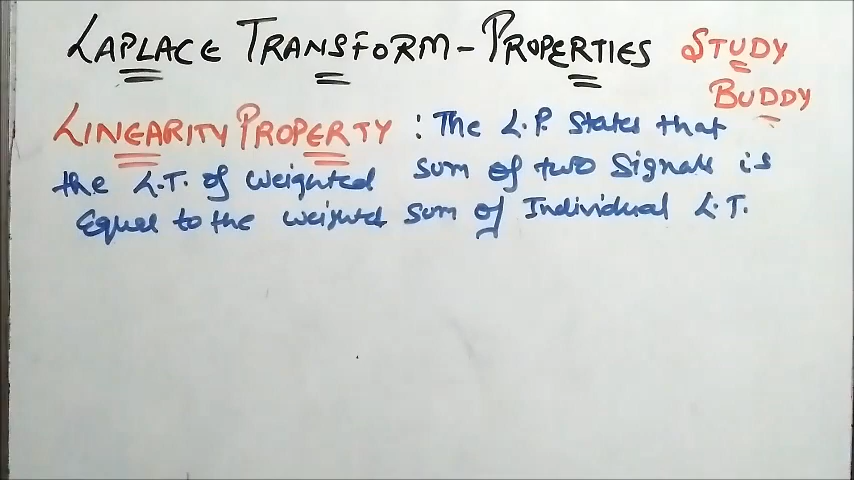 LAPLACE TRANSFORM - PROPERTIES STUDY
BUDDY
LINEARITY PROPERTY : The L.P. States that
the L.T. of weighted sum of two Signals is
Equal to the weighted sum of Individual L.T.